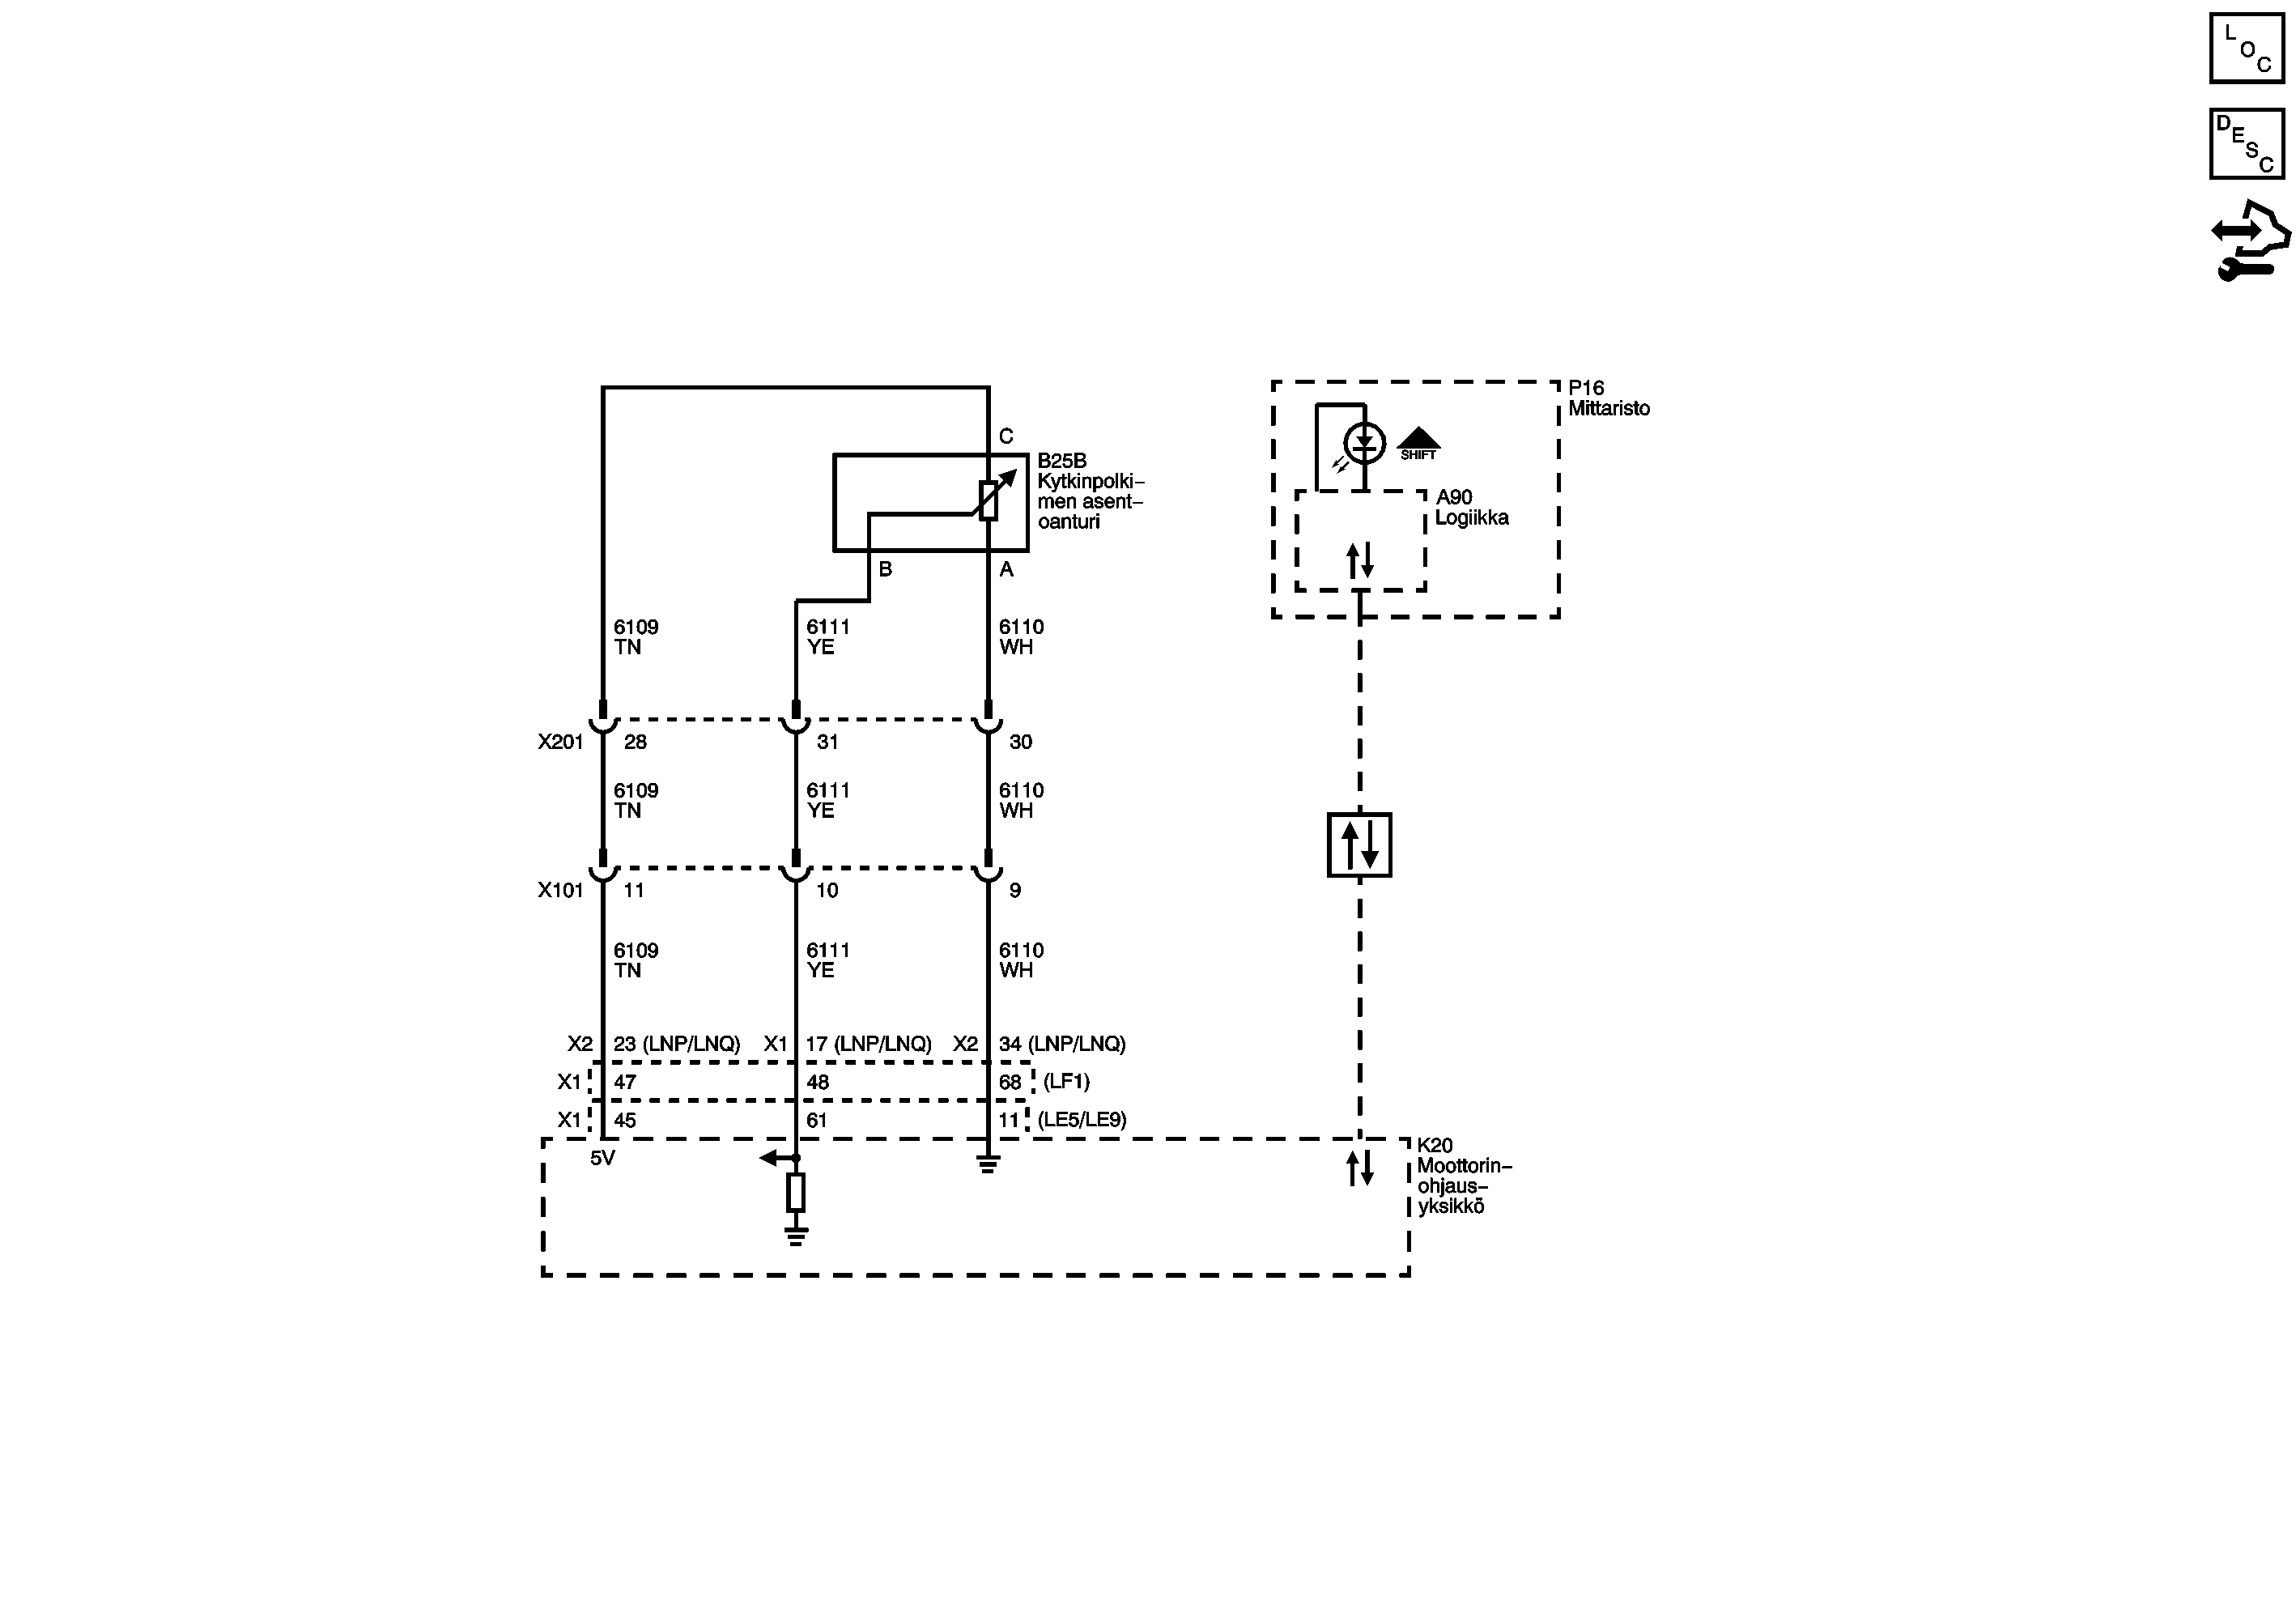 L
O
C
D
E
S
C
P16
Mittaristo
SHIFT
A90
Logiikka
C
B25B
Kytkinpolki–
men asent–
oanturi
B
A
6109
TN
6111
YE
6110
WH
X201
28
31
30
6109
TN
6111
YE
6110
WH
X101
11
10
9
6109
TN
6111
YE
6110
WH
X2 23 (LNP/LNQ) X1 17 (LNP/LNQ) X2 34 (LNP/LNQ)
X1 47 48 68 (LF1)
X1 45 61 11 (LE5/LE9)
5V
K20
Moottorin–
ohjaus–
yksikkö